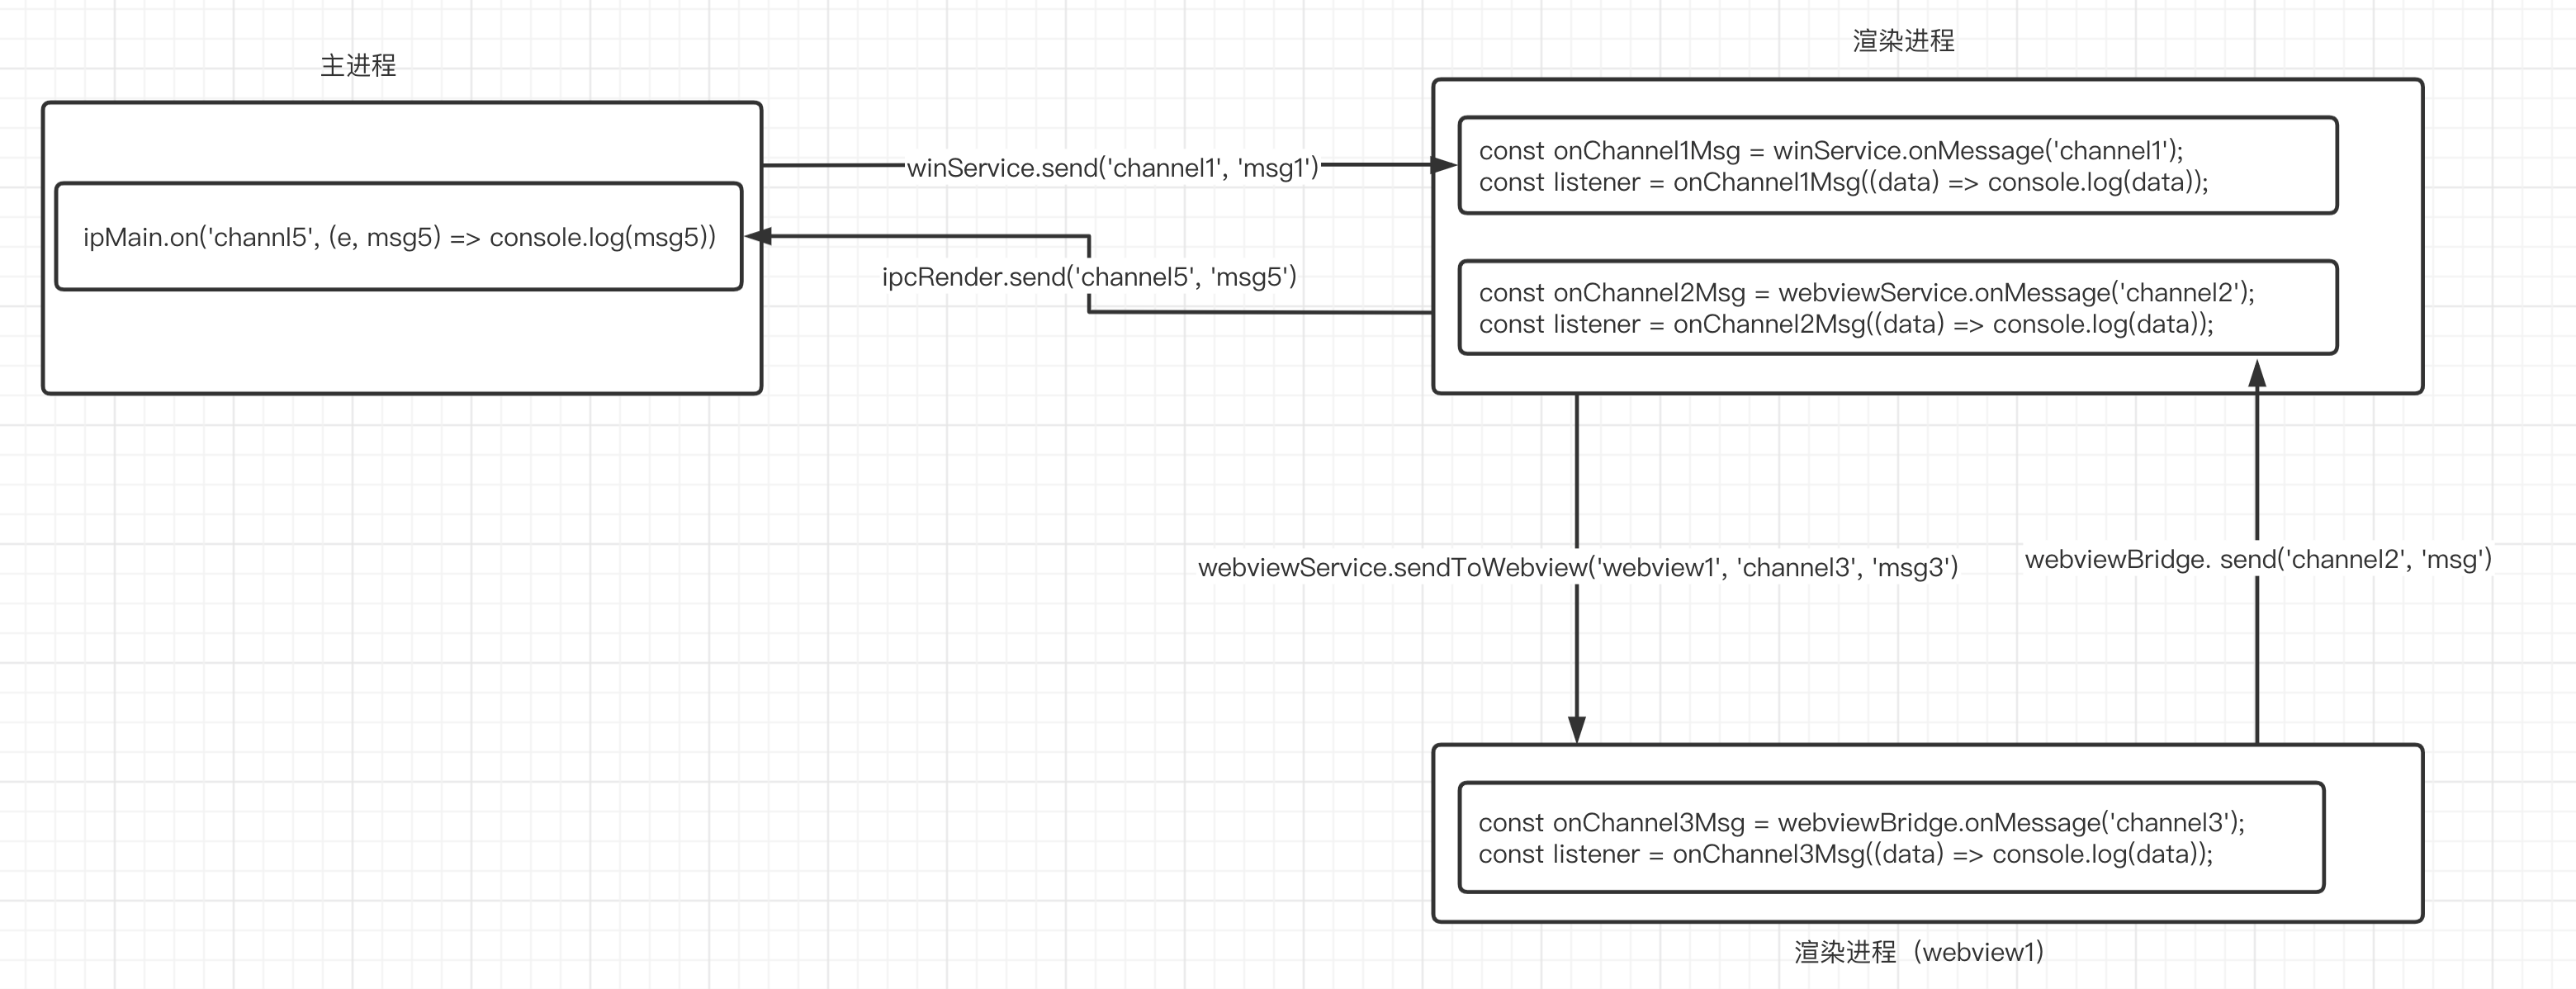 主进程
ipMain.on('channl5', (e, msg5) => console.log(msg5))
winService.send('channel1', 'msg1')
ipcRender.send('channel5', 'msg5')
渲染进程
const onChannel1Msg = winService.onMessage('channel1');
const listener = onChannel1Msg((data) => console.log(data));
const onChannel2Msg = webviewService.onMessage('channel2');
const listener = onChannel2Msg((data) => console.log(data));
webviewService.sendToWebview('webview1', 'channel3', 'msg3')
webviewBridge. send('channel2', 'msg')
const onChannel3Msg = webviewBridge.onMessage('channel3');
const listener = onChannel3Msg((data) => console.log(data));
渲染进程（webview1）